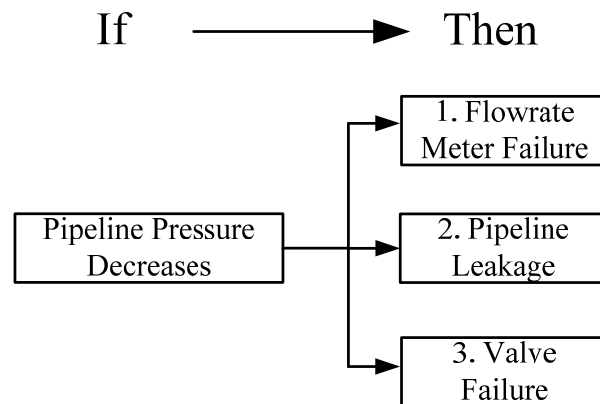 If
Then
1. Flowrate
Meter Failure
Pipeline Pressure
Decreases
2. Pipeline
Leakage
3. Valve
Failure